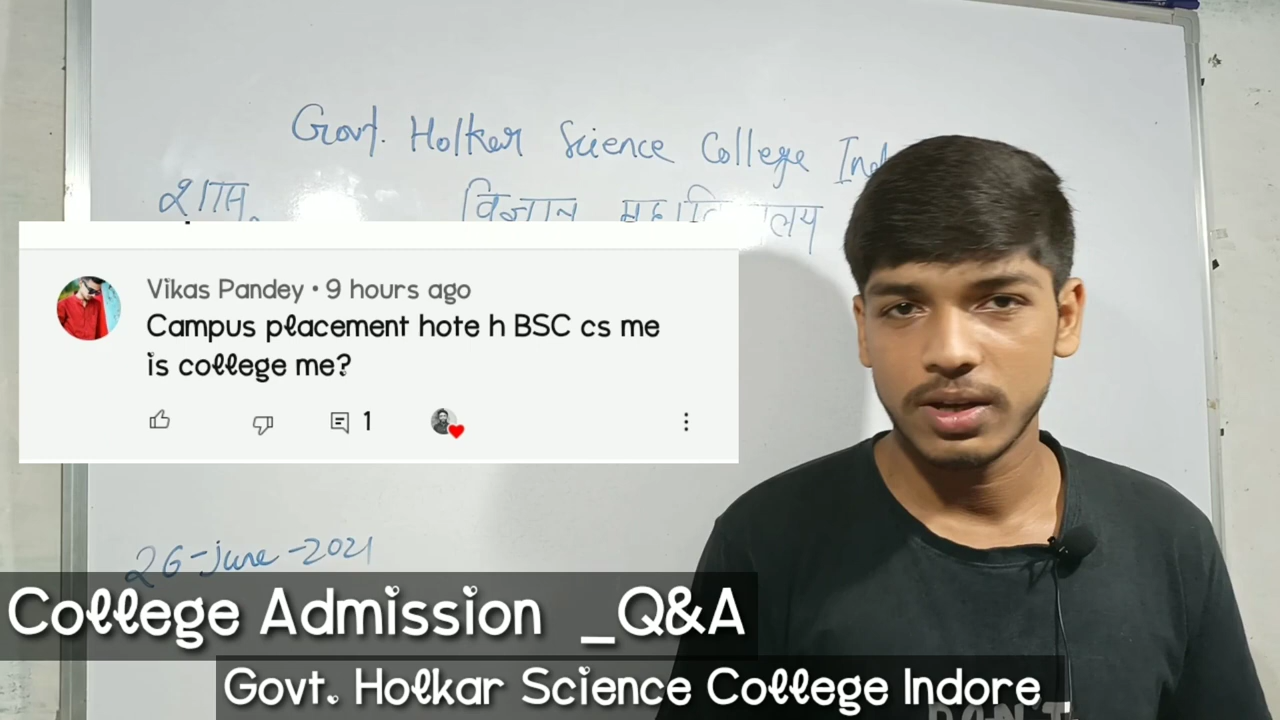 Govt. Holkar Science College Ind
शास.
विज्ञान
Vikas Pandey • 9 hours ago
Campus placement hote h BSC cs me
is college me?
1
26-june-2021
College Admission _Q&A
Govt. Holkar Science College Indore